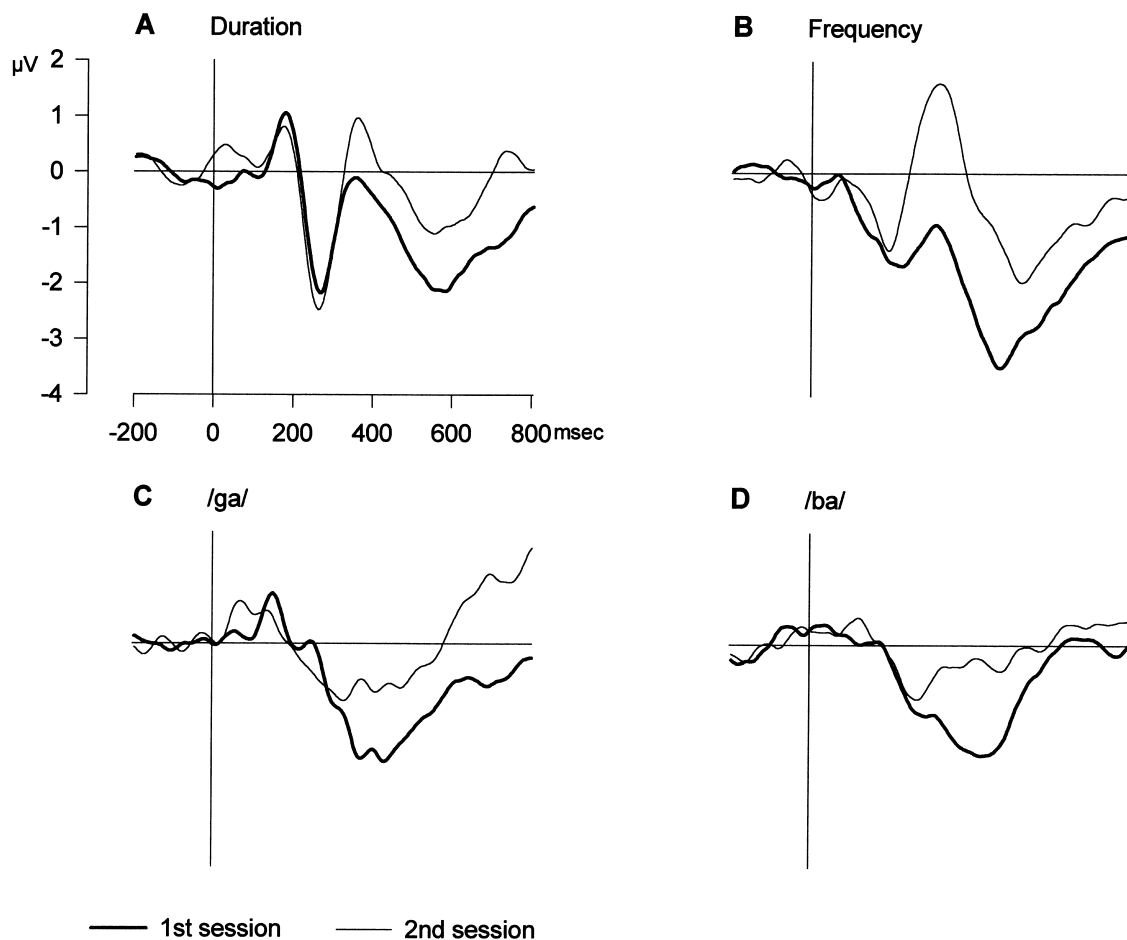 A Duration
B Frequency
µV
2
1
0
-1
-2
-3
-4
-200 0 200 400 600 800 msec
C /ga/
D /ba/
1st session 2nd session